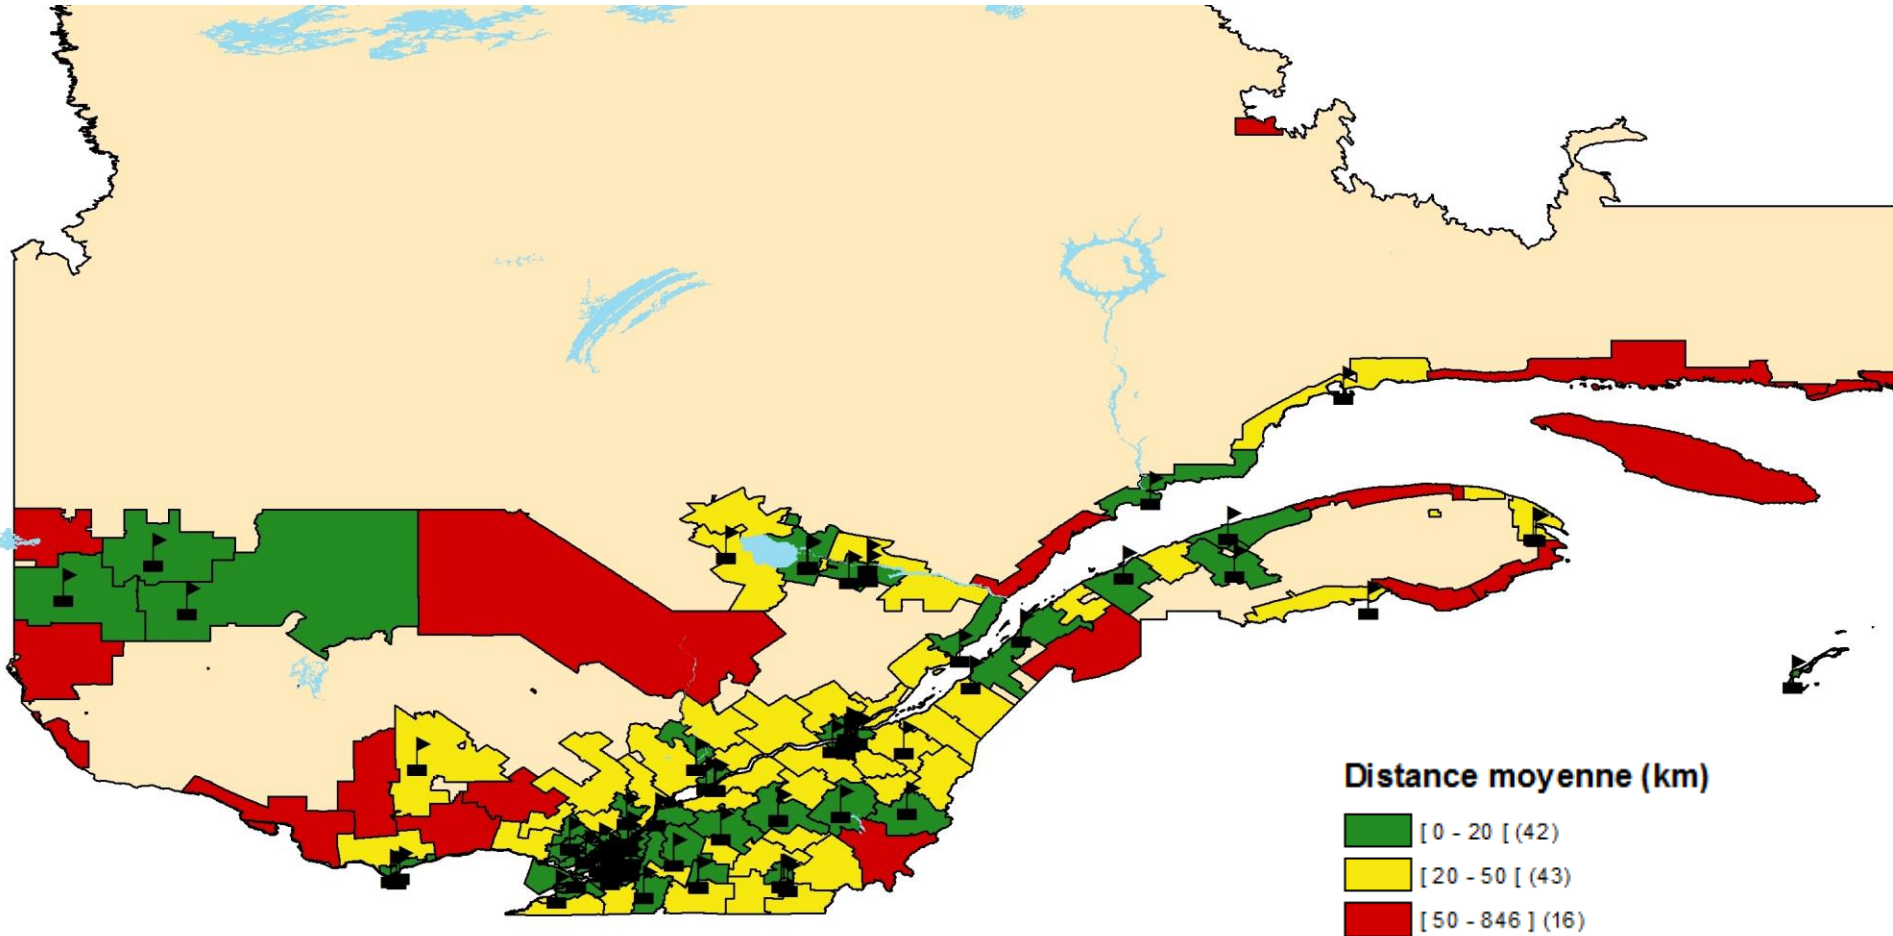 Distance moyenne (km)
[ 0 - 20 [ (42)
[ 20 - 50 [ (43)
[ 50 - 846 ] (16)